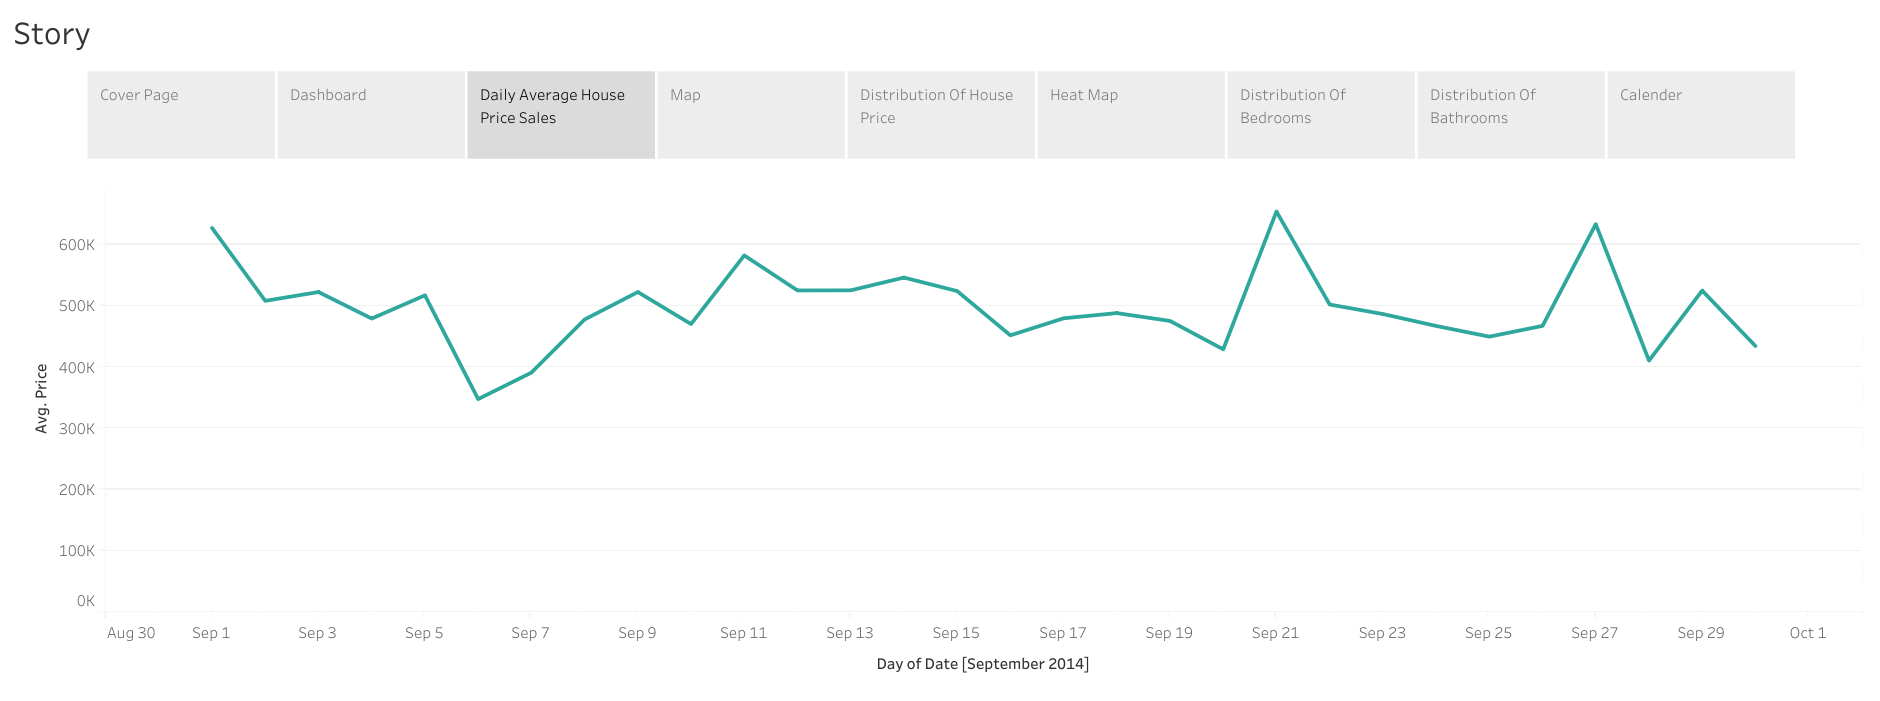 Story
Cover Page
Dashboard
Daily Average House
Price Sales
Map
Distribution Of House
Price
Heat Map
Distribution Of
Bedrooms
Distribution Of
Bathrooms
Calender
600K
500K
400K
300K
200K
100K
0K
Avg. Price
Aug 30 Sep 1 Sep 3 Sep 5 Sep 7 Sep 9 Sep 11 Sep 13 Sep 15 Sep 17 Sep 19 Sep 21 Sep 23 Sep 25 Sep 27 Sep 29 Oct 1
Day of Date [September 2014]